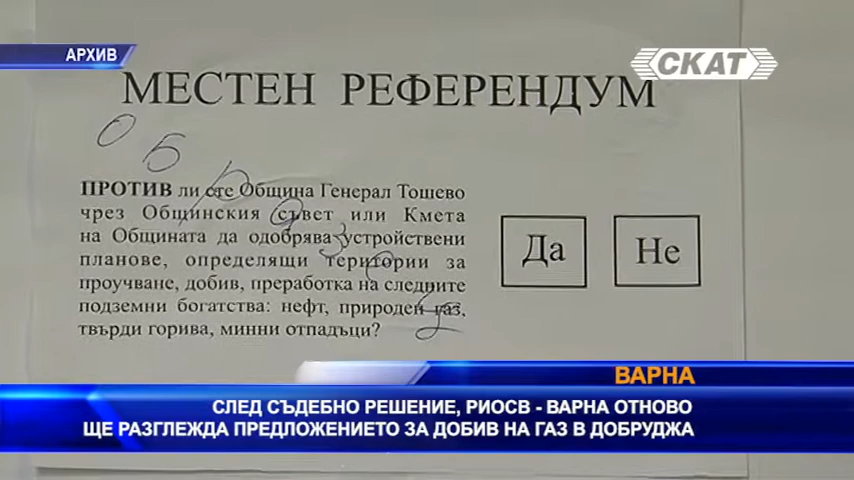 АРХИВ
СКАТ
МЕСТЕН РЕФЕРЕНДУМ
ОБРАЗЕЦ
ПРОТИВ ли сте Община Генерал Тошево
чрез Общинския съвет или Кмета
на Общината да одобрява устройствени
планове, определящи територии за
проучване, добив, преработка на следните
подземни богатства: нефт, природен газ,
твърди горива, минни отпадъци?
Да Не
ВАРНА
СЛЕД СЪДЕБНО РЕШЕНИЕ, РИОСВ - ВАРНА ОТНОВО
ЩЕ РАЗГЛЕЖДА ПРЕДЛОЖЕНИЕТО ЗА ДОБИВ НА ГАЗ В ДОБРУДЖА